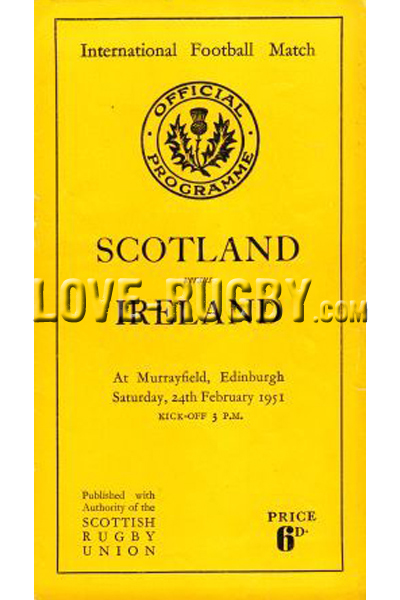 International Football Match
OFFICIAL
PROGRAMME
SCOTLAND
LOVE-RUGBY.com
IRELAND
At Murrayfield, Edinburgh
Saturday, 24th February 1951
KICK-OFF 3 P.M.
Published with
Authority of the
SCOTTISH
RUGBY
UNION
PRICE
6D.